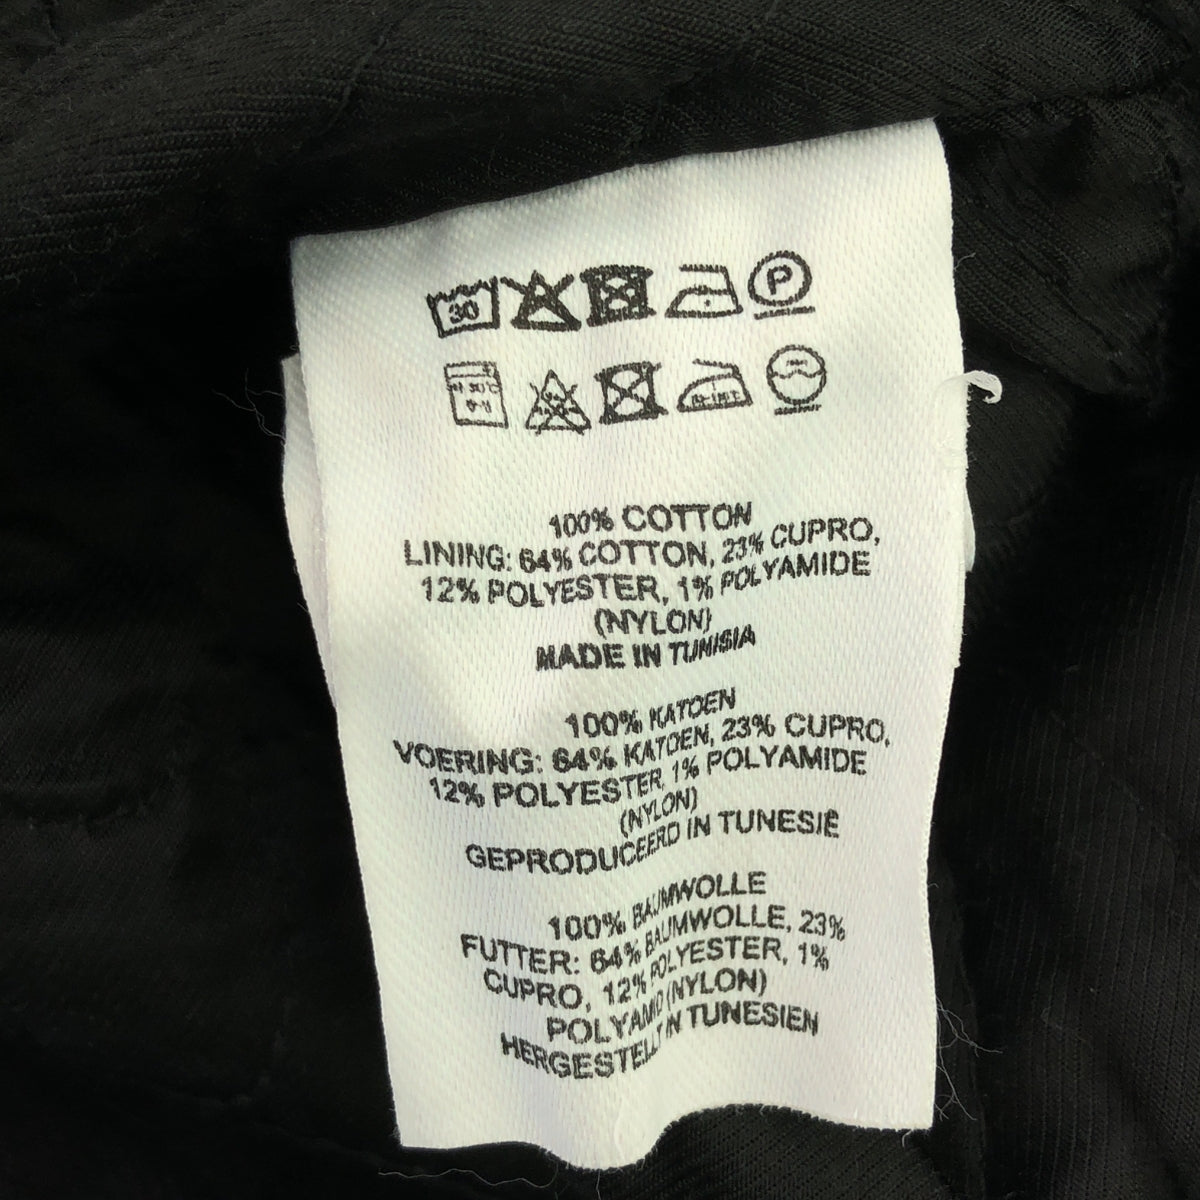 30 P
100% COTTON
LINING: 64% COTTON, 23% CUPRO,
12% POLYESTER, 1% POLYAMIDE
(NYLON)
MADE IN TUNISIA
100% KATOEN
VOERING: 64% KATOEN, 23% CUPRO,
12% POLYESTER, 1% POLYAMIDE
(NYLON)
GEPRODUCEERD IN TUNESIË
100% BAUMWOLLE
FUTTER: 64% BAUMWOLLE, 23%
CUPRO, 12% POLYESTER, 1%
POLYAMID (NYLON)
HERGESTELLT IN TUNESIEN